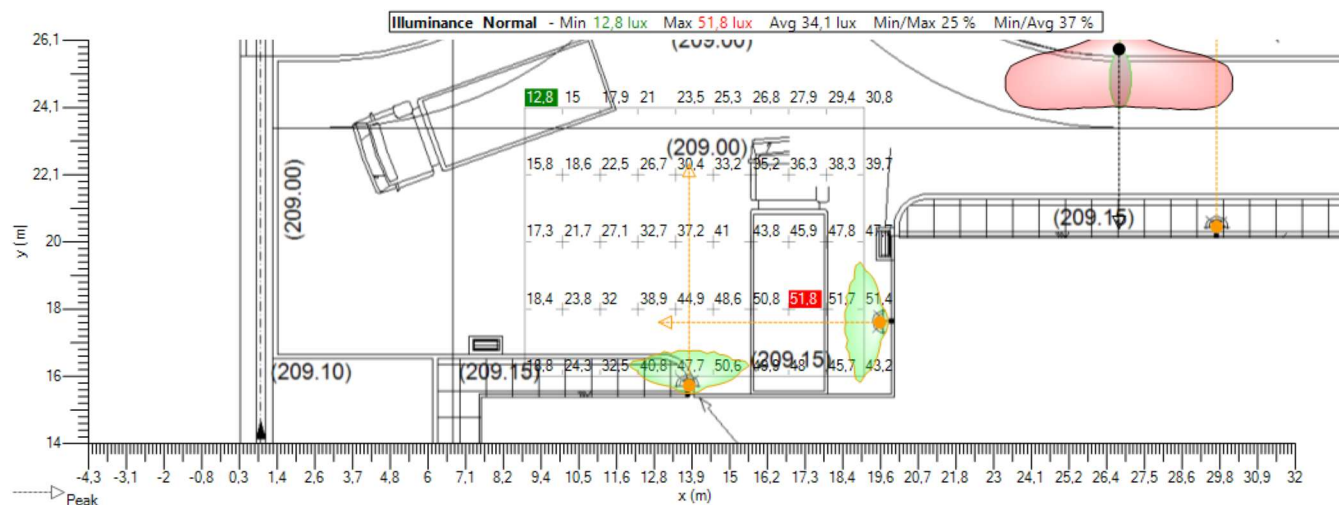 Illuminance Normal - Min 12,8 lux Max 51,8 lux Avg 34,1 lux Min/Max 25 % Min/Avg 37 %
26,1
(209.00)
24,1
12,8 15 17,9 21 23,5 25,3 26,8 27,9 29,4 30,8
(209.00)
22,1
15,8 18,6 22,5 26,7 30,4 33,2 35,2 36,3 38,3 39,7
(209.00)
(209.15)
y (m)
20
17,3 21,7 27,1 32,7 37,2 41 43,8 45,9 47,8
18
18,4 23,8 32 38,9 44,9 48,6 50,8 51,8 51,7 51,4
16
24,3 32,5 40,8 47,7 50,6 48 45,7 43,2
(209.10)
(209.15)
(209.15)
14
-4,3 -3,1 -2 -0,8 0,3 1,4 2,6 3,7 4,9 6 7,1 8,3 9,4 10,5 11,7 12,8 13,9 15 16,2 17,3 18,4 19,6 20,7 21,8 23 24,1 25,2 26,4 27,5 28,6 29,8 30,9 32
x (m)
Peak